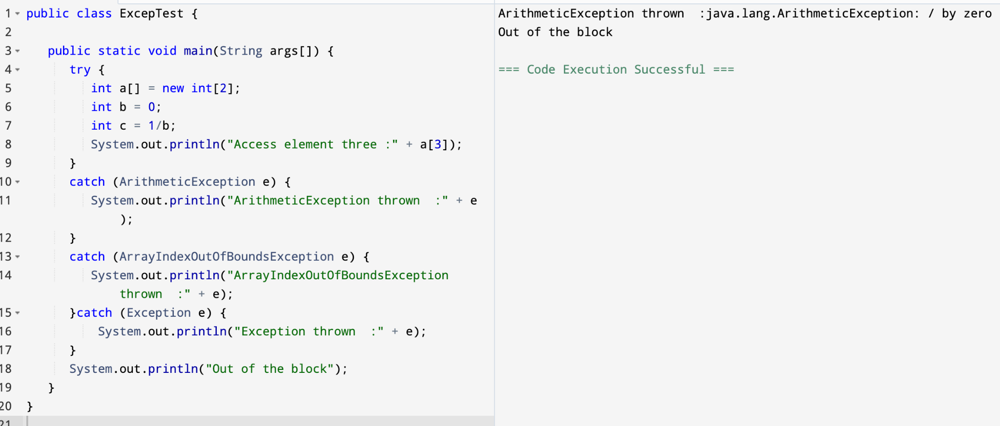 1 public class ExcepTest {
2
3 public static void main(String args[]) {
4 try {
5 int a[] = new int[2];
6 int b = 0;
7 int c = 1/b;
8 System.out.println("Access element three :" + a[3]);
9 }
10 catch (ArithmeticException e) {
11 System.out.println("ArithmeticException thrown  :" + e
);
12 }
13 catch (ArrayIndexOutOfBoundsException e) {
14 System.out.println("ArrayIndexOutOfBoundsException
thrown  :" + e);
15 }catch (Exception e) {
16 System.out.println("Exception thrown  :" + e);
17 }
18 System.out.println("Out of the block");
19 }
20 }
21
ArithmeticException thrown  :java.lang.ArithmeticException: / by zero
Out of the block
=== Code Execution Successful ===